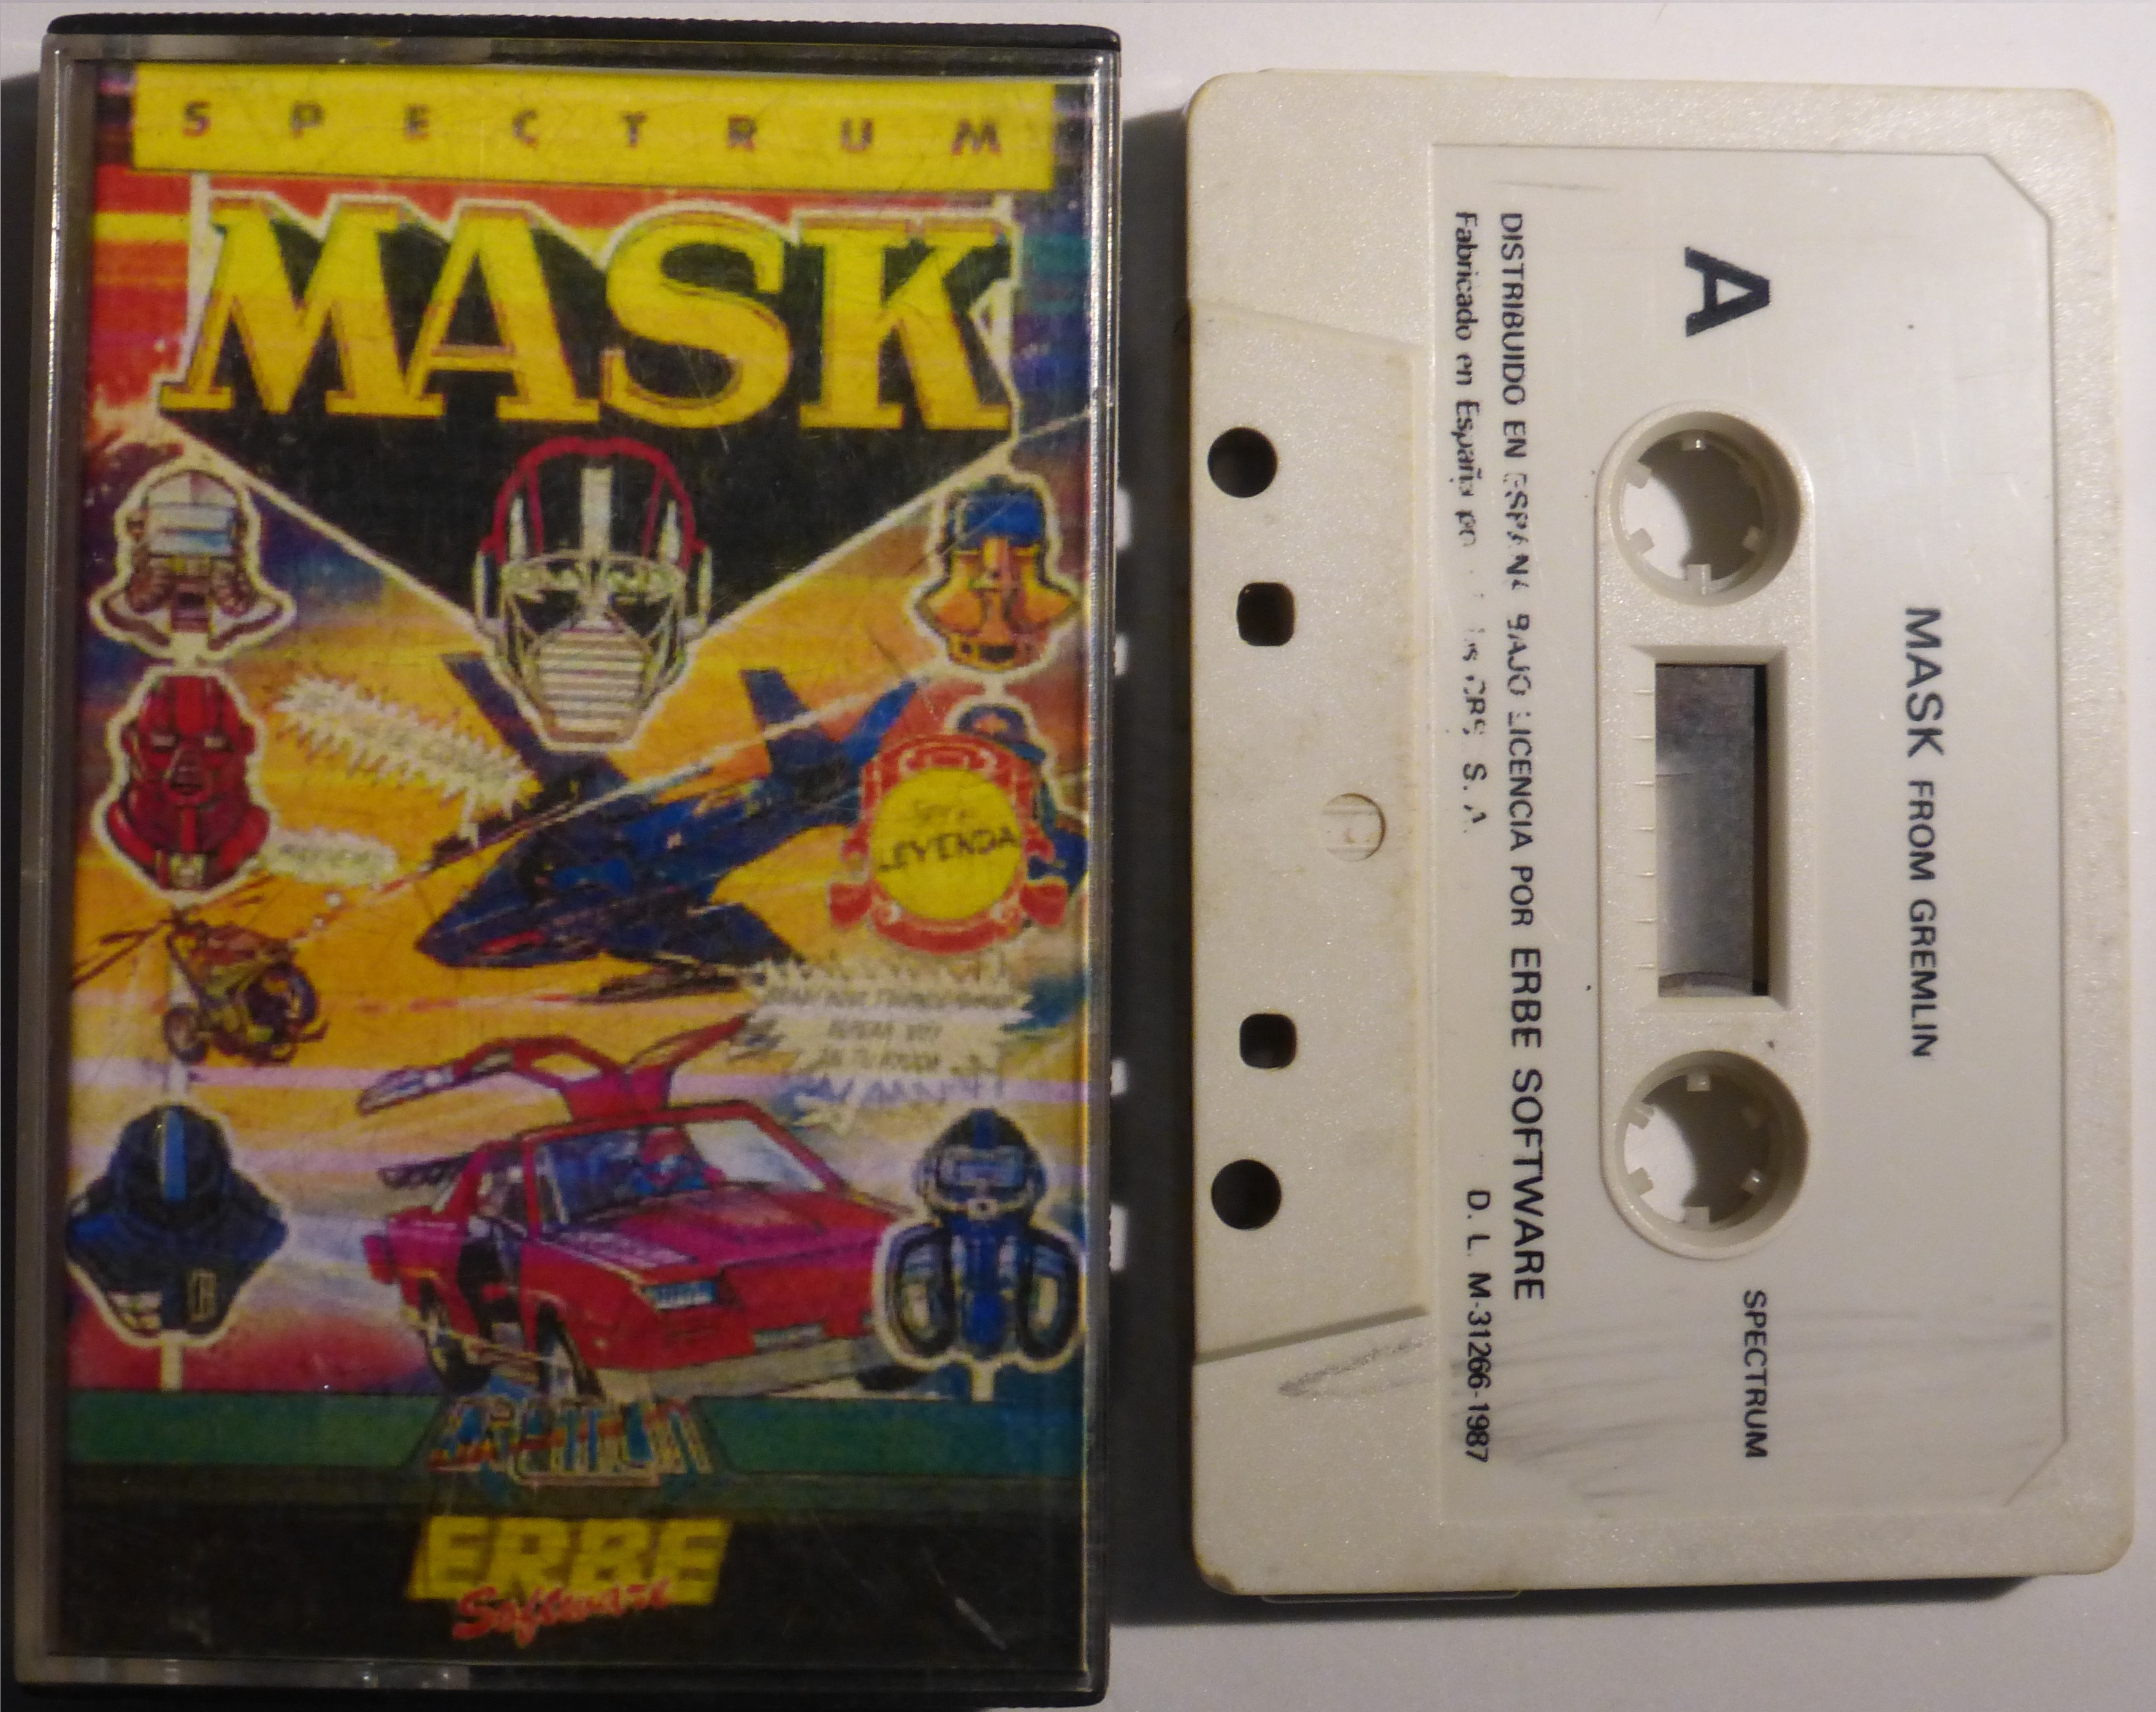 SPECTRUM
MASK
LEYENDA
ERBE
Software
A
MASK FROM GREMLIN
SPECTRUM
DISTRIBUIDO EN ESPAÑA BAJO LICENCIA POR ERBE SOFTWARE
Fabricado en España S. A. D. L. M-31266-1987